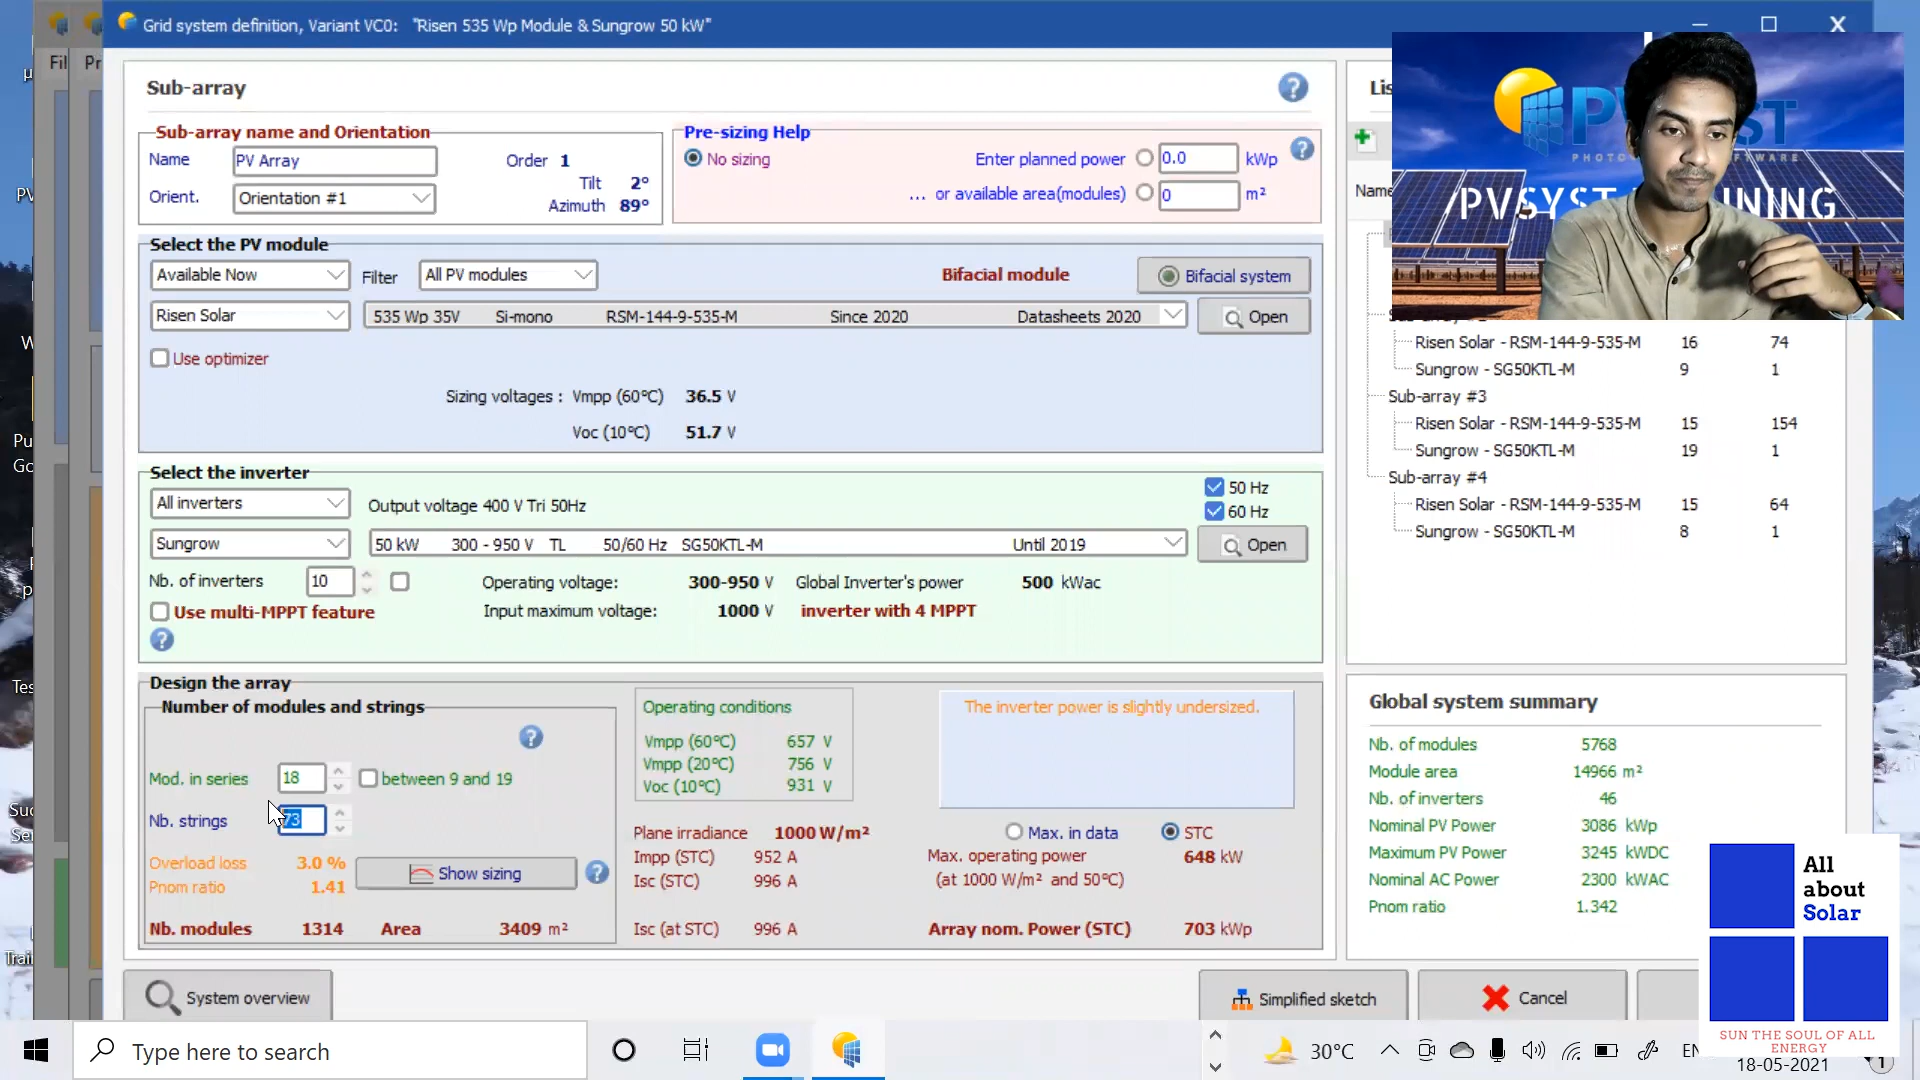 Grid system definition, Variant VC0: "Risen 535 Wp Module & Sungrow 50 kW"
Fil
Pr
Sub-array
Sub-array name and Orientation
Name PV Array Order 1
Tilt 2°
Orient. Orientation #1
Azimuth 89°
Pre-sizing Help
No sizing Enter planned power 0.0 kWp
... or available area(modules) 0 m²
Select the PV module
Available Now Filter All PV modules Bifacial module Bifacial system
Risen Solar 535 Wp 35V Si-mono RSM-144-9-535-M Since 2020 Datasheets 2020 Open
Use optimizer
Sizing voltages : Vmpp (60°C) 36.5 V
Voc (10°C) 51.7 V
Select the inverter
All inverters Output voltage 400 V Tri 50Hz
50 Hz
60 Hz
Sungrow 50 kW 300 - 950 V TL 50/60 Hz SG50KTL-M Until 2019 Open
Nb. of inverters 10 Operating voltage: 300-950 V Global Inverter's power 500 kWac
Use multi-MPPT feature Input maximum voltage: 1000 V inverter with 4 MPPT
Design the array
Number of modules and strings
Mod. in series 18 between 9 and 19
Nb. strings 73
Overload loss 3.0 %
Pnom ratio 1.41
Show sizing
Nb. modules 1314 Area 3409 m²
Operating conditions
Vmpp (60°C) 657 V
Vmpp (20°C) 756 V
Voc (10°C) 931 V
The inverter power is slightly undersized.
Plane irradiance 1000 W/m² Max. in data STC
Impp (STC) 952 A Max. operating power 648 kW
Isc (STC) 996 A (at 1000 W/m² and 50°C)
Isc (at STC) 996 A Array nom. Power (STC) 703 kWp
System overview Simplified sketch Cancel
Lis
Name
Risen Solar - RSM-144-9-535-M 16 74
Sungrow - SG50KTL-M 9 1
Sub-array #3
Risen Solar - RSM-144-9-535-M 15 154
Sungrow - SG50KTL-M 19 1
Sub-array #4
Risen Solar - RSM-144-9-535-M 15 64
Sungrow - SG50KTL-M 8 1
Global system summary
Nb. of modules 5768
Module area 14966 m²
Nb. of inverters 46
Nominal PV Power 3086 kWp
Maximum PV Power 3245 kWDC
Nominal AC Power 2300 kWAC
Pnom ratio 1.342
All
about
Solar
SUN THE SOUL OF ALL
ENERGY
Type here to search
30°C
18-05-2021
1